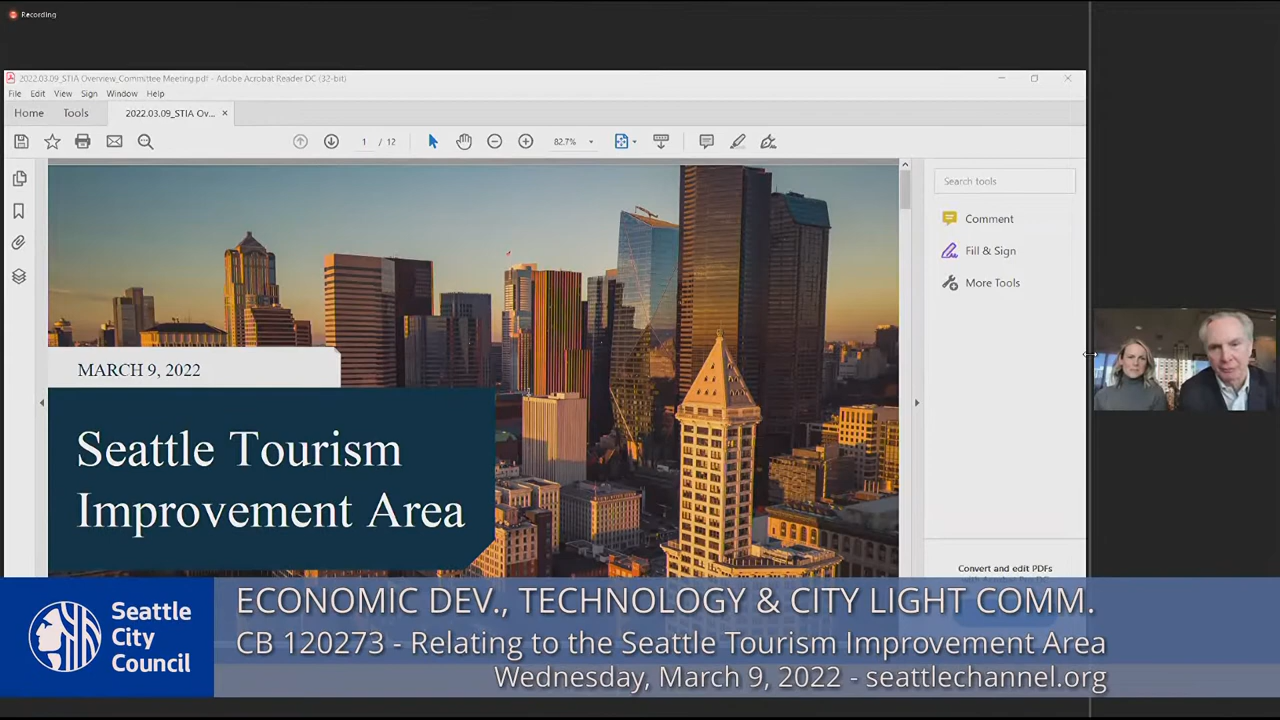 Recording
2022.03.09_STIA Overview_Committee Meeting.pdf - Adobe Acrobat Reader DC (32-bit)
File Edit View Sign Window Help
Home Tools 2022.03.09_STIA Ov... ×
1 / 12 82.7%
Search tools
Comment
Fill & Sign
More Tools
MARCH 9, 2022
Seattle Tourism
Improvement Area
Convert and edit PDFs
Seattle
City
Council
ECONOMIC DEV., TECHNOLOGY & CITY LIGHT COMM.
CB 120273 - Relating to the Seattle Tourism Improvement Area
Wednesday, March 9, 2022 - seattlechannel.org